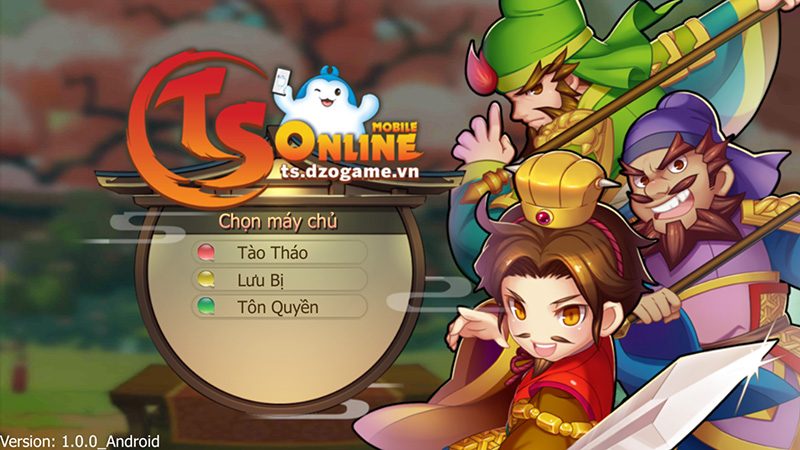 TS
MOBILE
ONLINE
ts.dzogame.vn
Chọn máy chủ
Tào Tháo
Lưu Bị
Tôn Quyền
Version: 1.0.0_Android